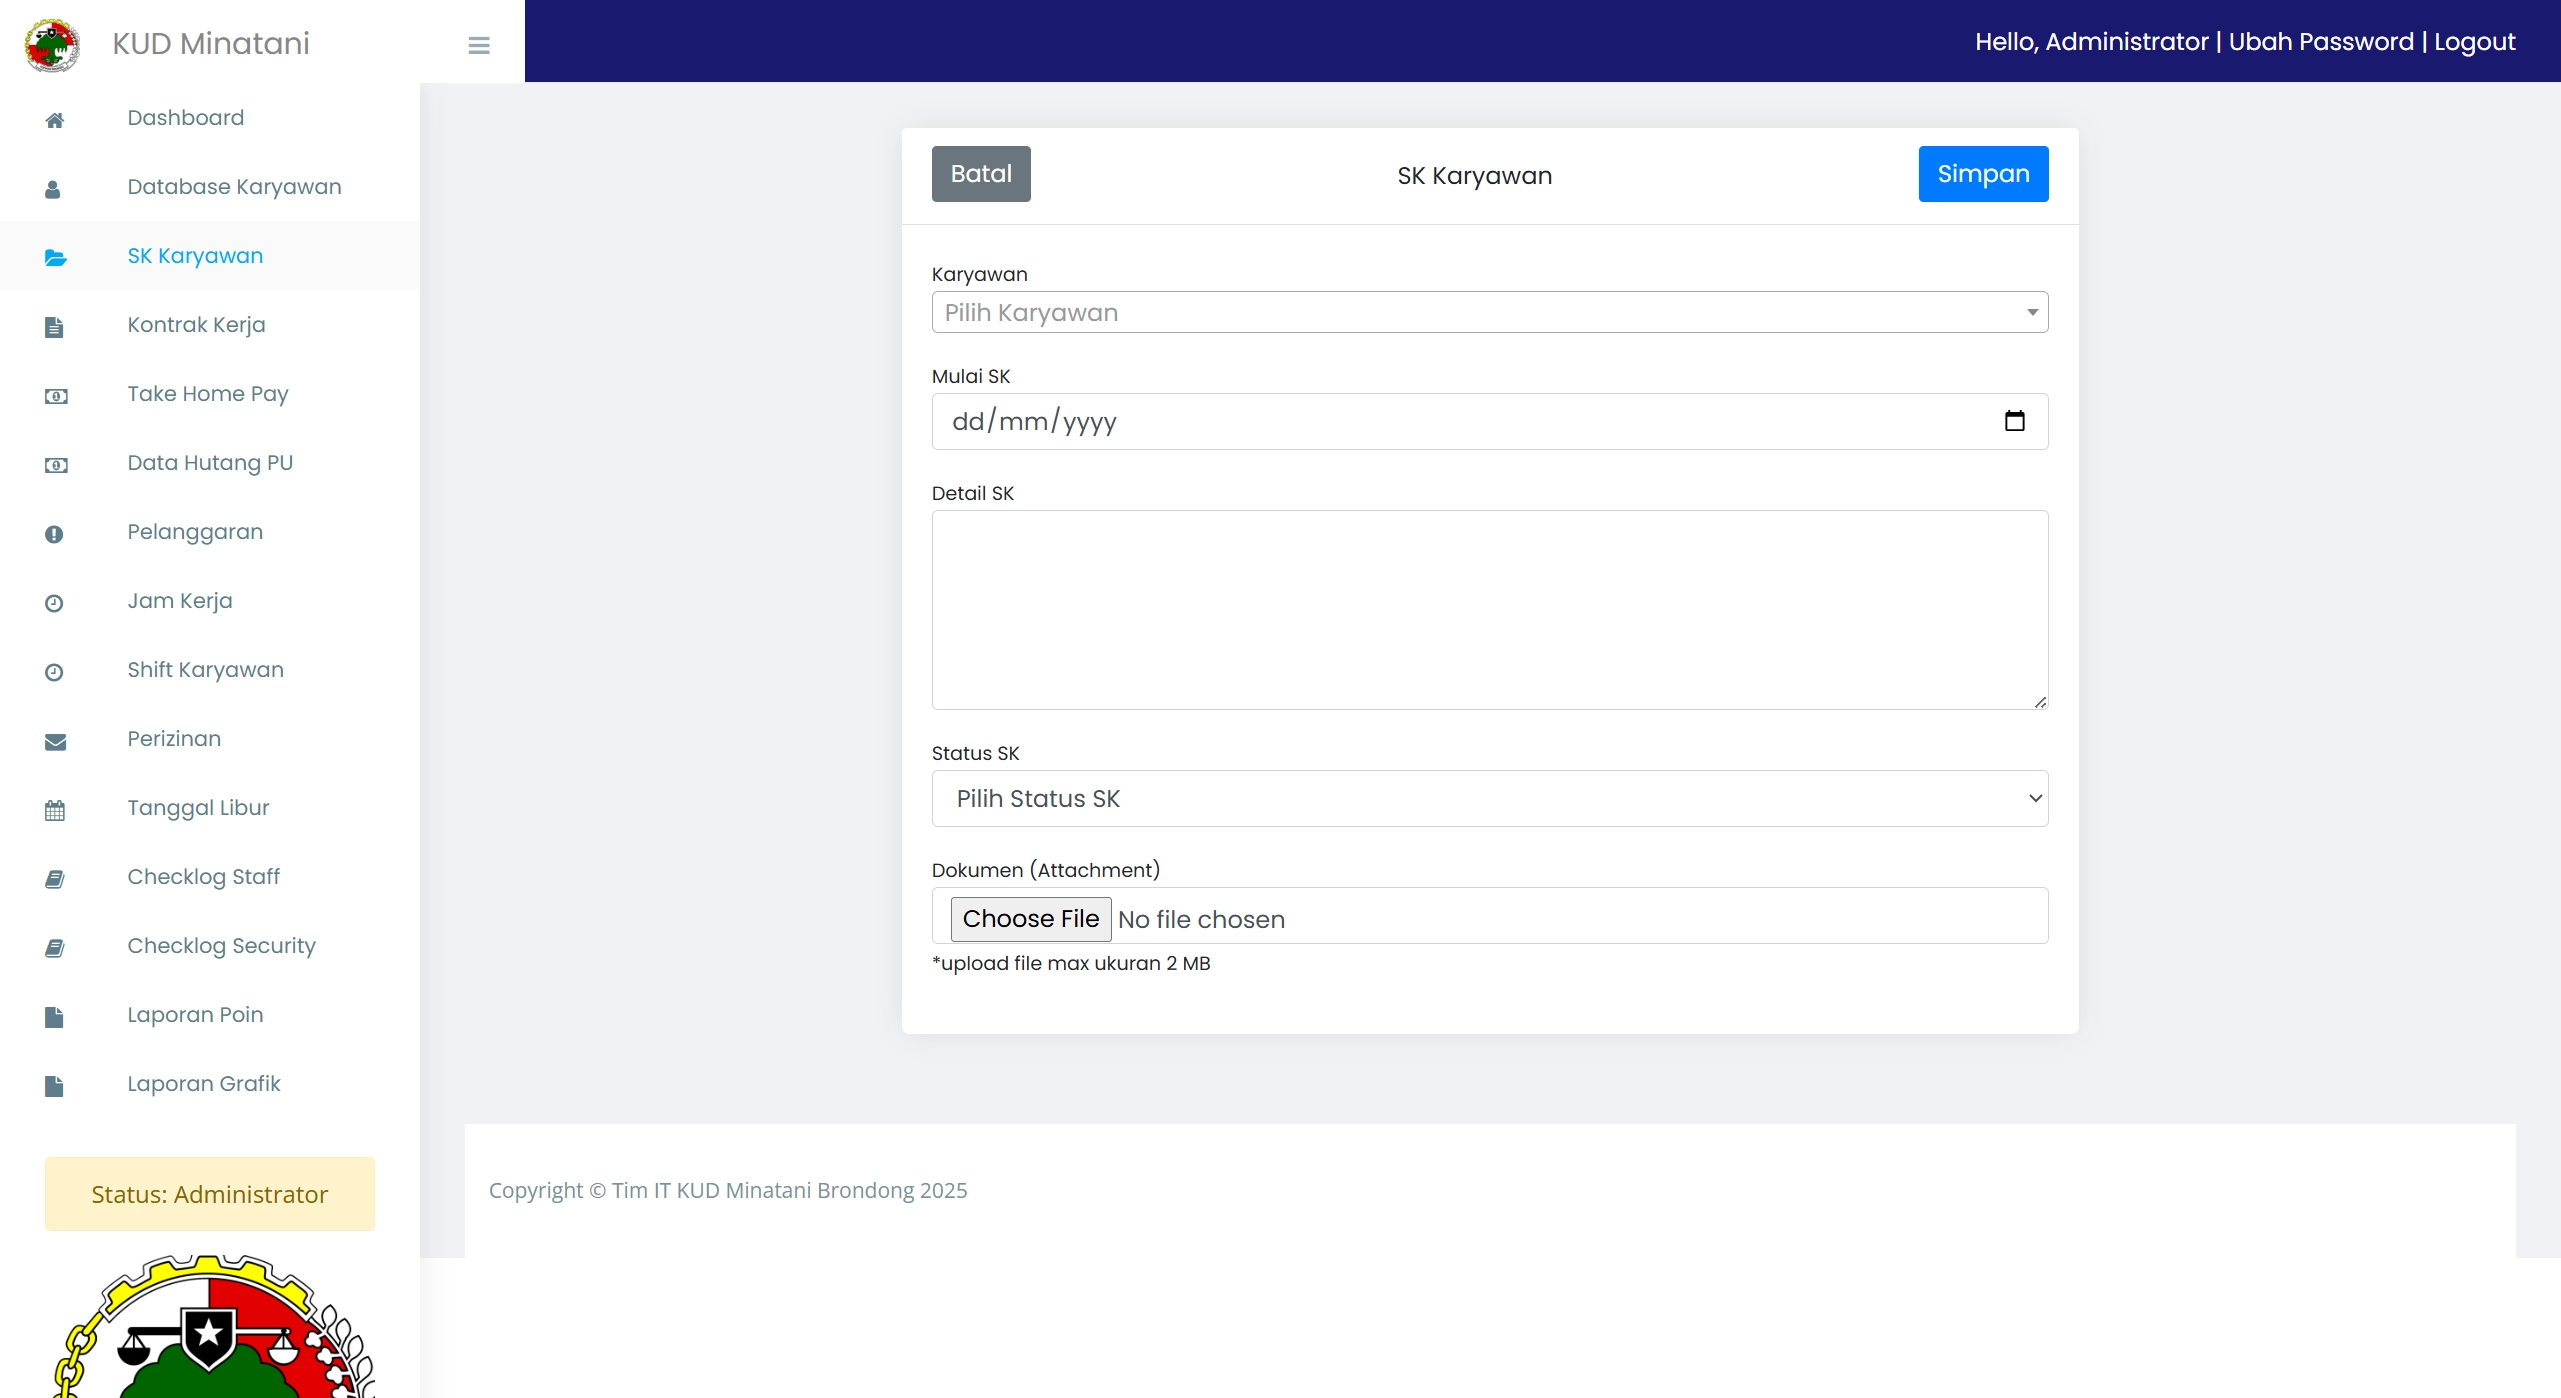 KUD Minatani
Hello, Administrator | Ubah Password | Logout
Dashboard
Database Karyawan
SK Karyawan
Kontrak Kerja
Take Home Pay
Data Hutang PU
Pelanggaran
Jam Kerja
Shift Karyawan
Perizinan
Tanggal Libur
Checklog Staff
Checklog Security
Laporan Poin
Laporan Grafik
Status: Administrator
Batal
SK Karyawan
Simpan
Karyawan
Pilih Karyawan
Mulai SK
dd/mm/yyyy
Detail SK
Status SK
Pilih Status SK
Dokumen (Attachment)
Choose File No file chosen
*upload file max ukuran 2 MB
Copyright © Tim IT KUD Minatani Brondong 2025